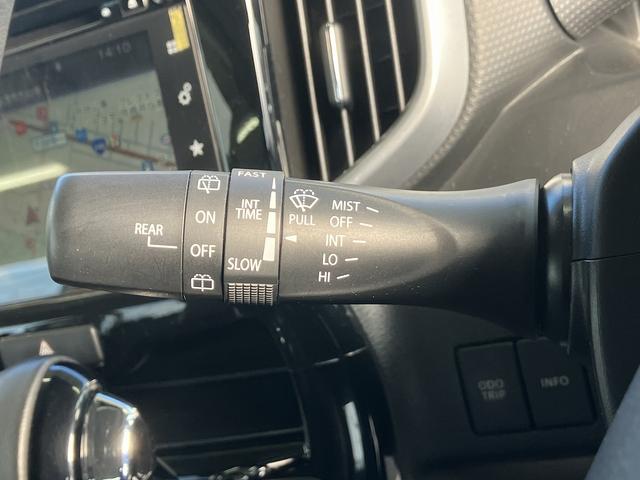 14:10
FAST
INT
TIME
SLOW
REAR
ON
OFF
PULL
MIST
OFF
INT
LO
HI
ODO
TRIP
INFO